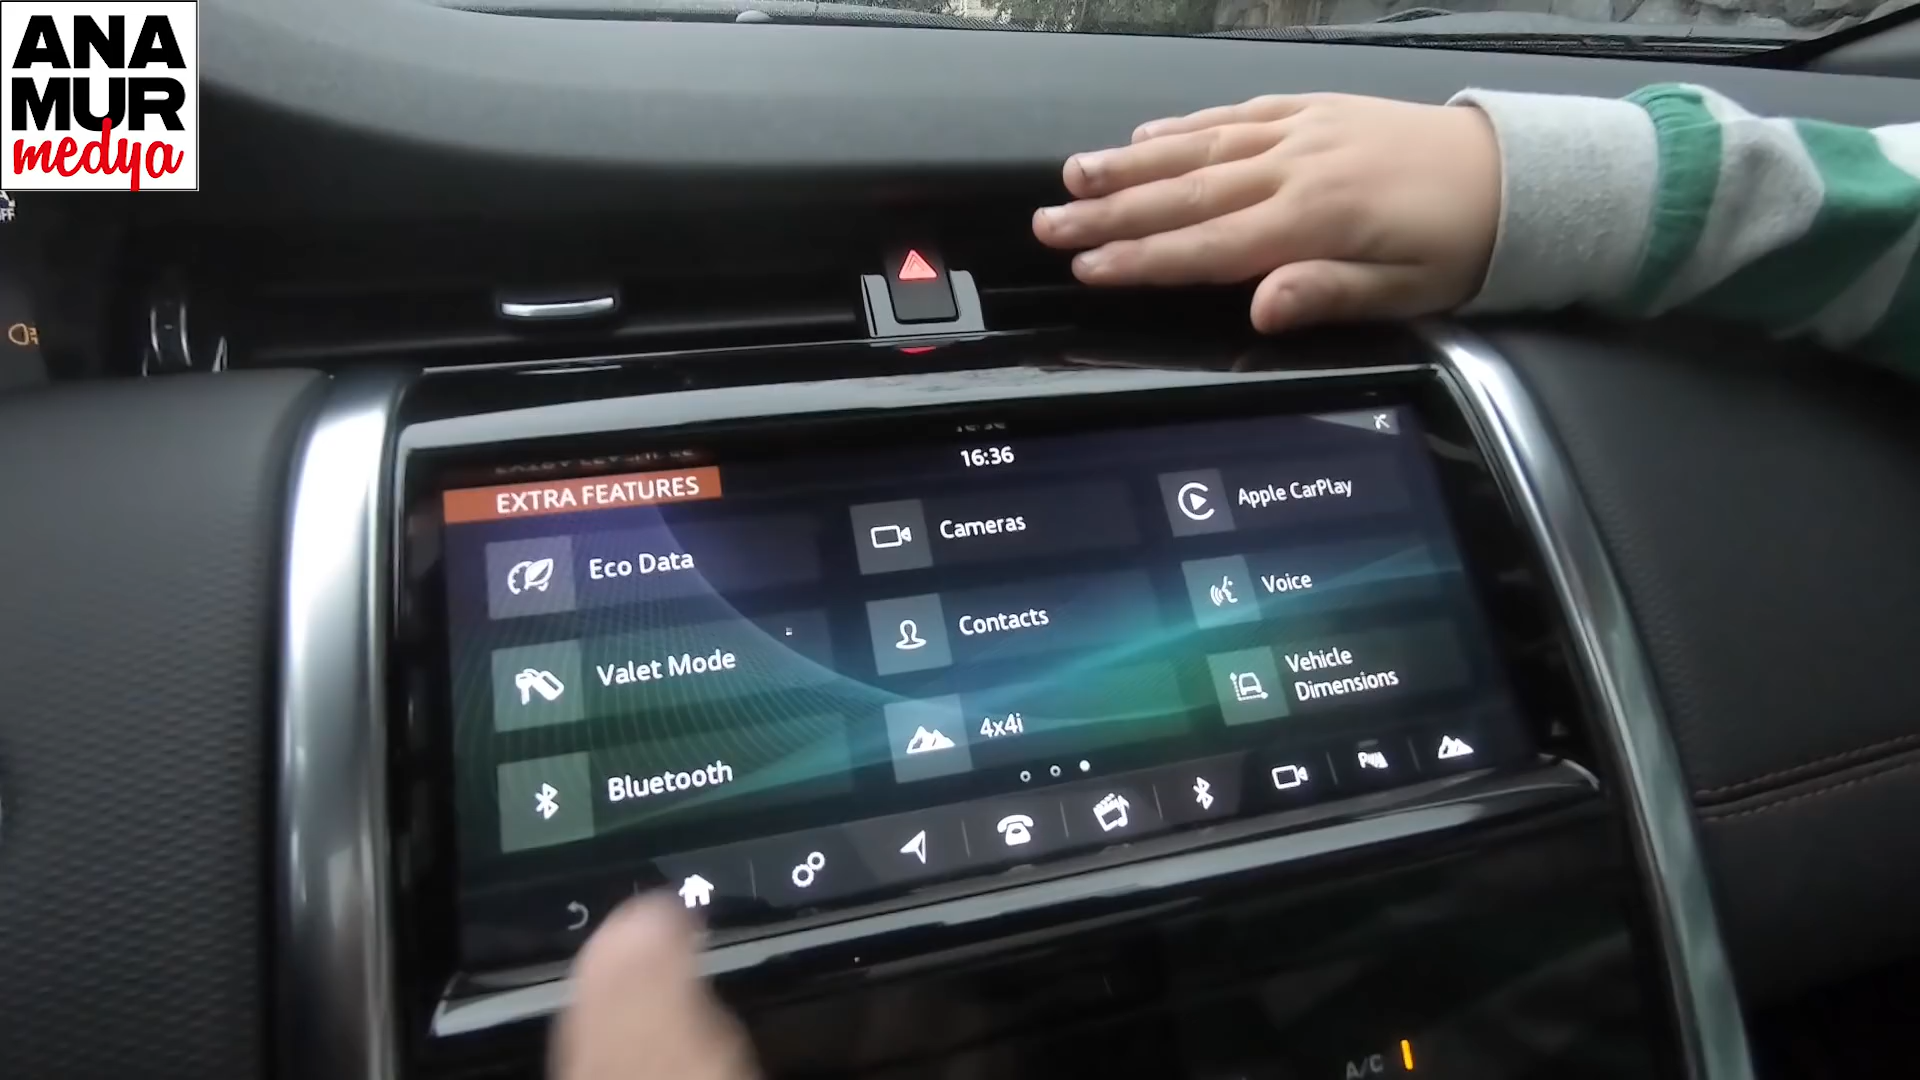 ANA
MUR
medya
16:36
EXTRA FEATURES
Eco Data
Cameras
Apple CarPlay
Valet Mode
Contacts
Voice
Bluetooth
4x4i
Vehicle
Dimensions
A/C